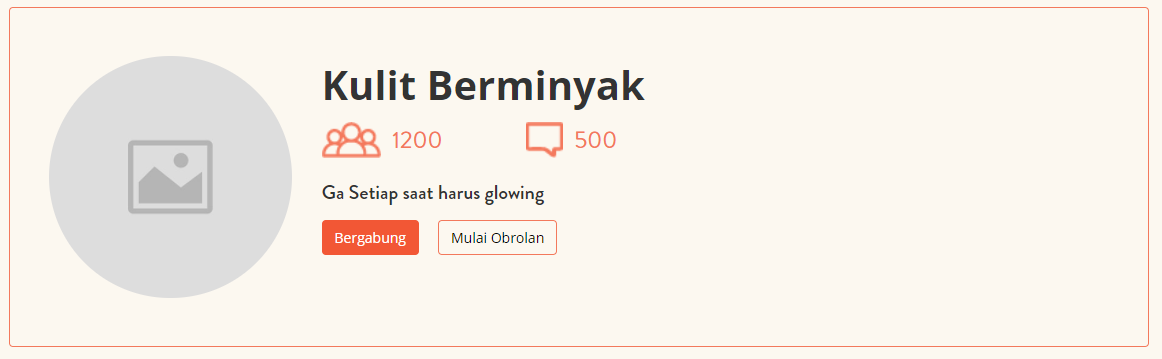 Kulit Berminyak
1200 500
Ga Setiap saat harus glowing
Bergabung Mulai Obrolan